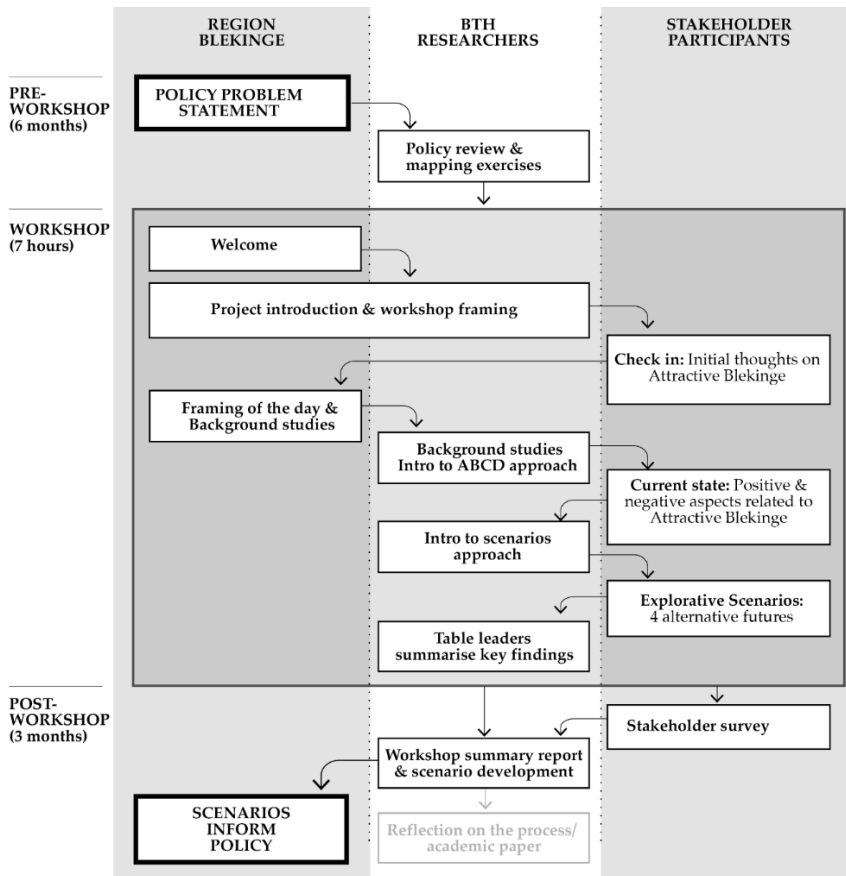 REGION
BLEKINGE
BTH
RESEARCHERS
STAKEHOLDER
PARTICIPANTS
PRE-
WORKSHOP
(6 months)
POLICY PROBLEM
STATEMENT
Policy review &
mapping exercises
WORKSHOP
(7 hours)
Welcome
Project introduction & workshop framing
Check in: Initial thoughts on
Attractive Blekinge
Framing of the day &
Background studies
Background studies
Intro to ABCD approach
Current state: Positive &
negative aspects related to
Attractive Blekinge
Intro to scenarios
approach
Explorative Scenarios:
4 alternative futures
Table leaders
summarise key findings
POST-
WORKSHOP
(3 months)
Stakeholder survey
Workshop summary report
& scenario development
SCENARIOS
INFORM
POLICY
Reflection on the process/
academic paper